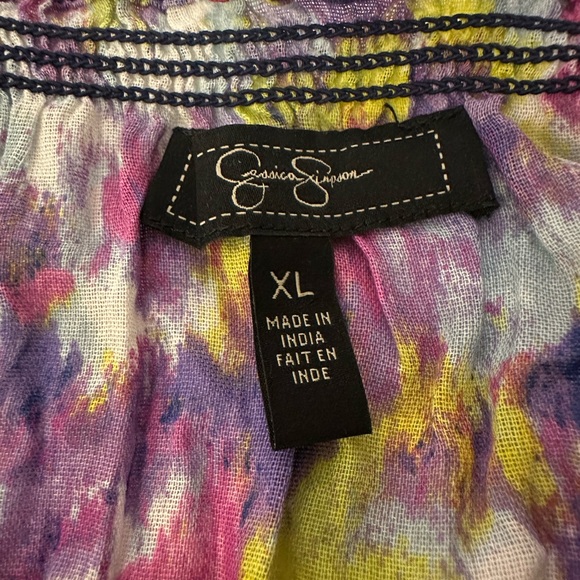 Jessica Simpson
XL
MADE IN
INDIA
FAIT EN
INDE